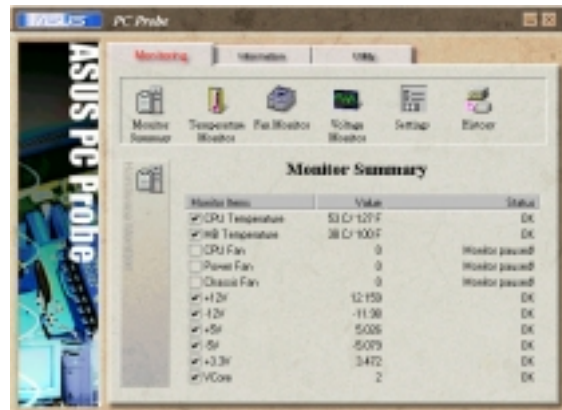 ASUS PC Probe
Monitoring Information Utility
ASUS PC Probe
Monitor Summary
Temperature Monitor
Fan Monitor
Voltage Monitor
Settings
History
Monitor Summary
Monitor Items Value Status
CPU Temperature 53 C/ 127 F OK
MB Temperature 38 C/ 100 F OK
CPU Fan 0 Monitor paused!
Power Fan 0 Monitor paused!
Chassis Fan 0 Monitor paused!
+12V 12.159 OK
-12V -11.98 OK
+5V 5.026 OK
-5V -5.079 OK
+3.3V 3.472 OK
VCore 2 OK